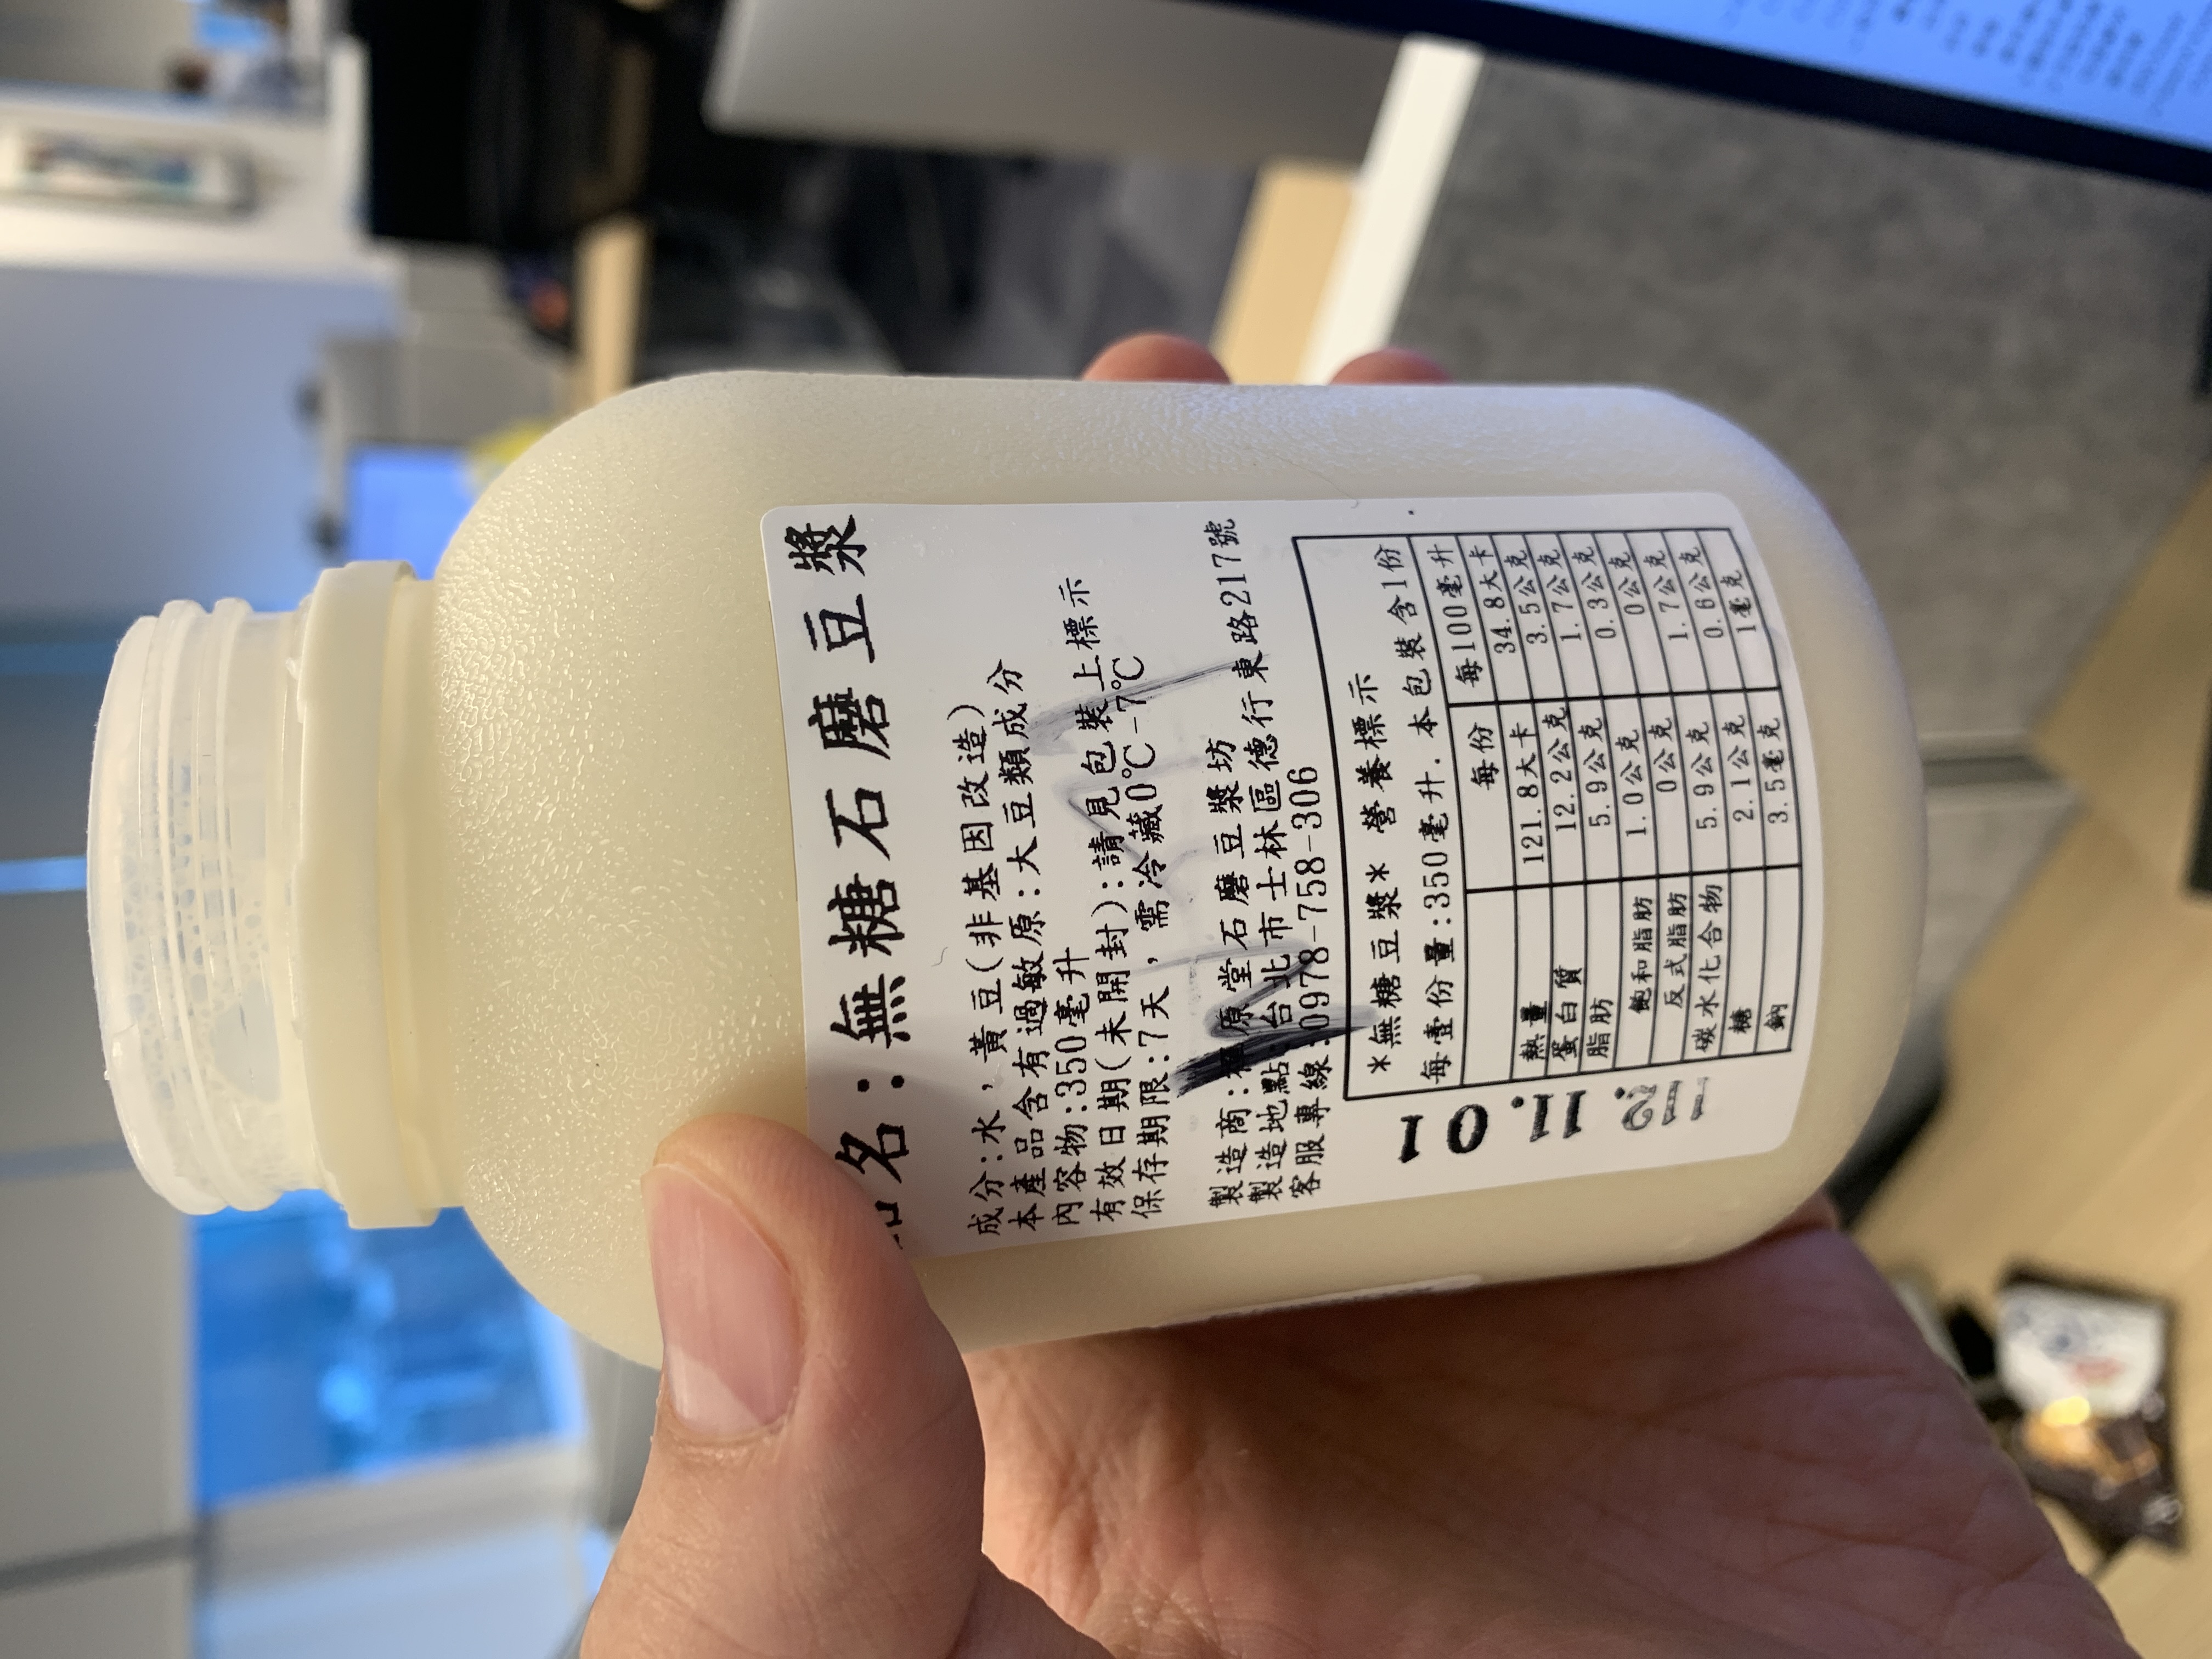 名:無糖石磨豆漿
成分:水,黃豆(非基因改造)
本產品含有過敏原:大豆類成分
內容物:350毫升
有效日期(未開封):請見包裝上標示
保存期限:7天,需冷藏0℃-7℃
製造商:原堂石磨豆漿坊
製造地點:台北市士林區德行東路217號
客服專線:0978-758-306
112.11.01
*無糖豆漿* 營養標示
每壹份量:350毫升.本包裝含1份
每份 每100毫升
熱量 121.8大卡 34.8大卡
蛋白質 12.2公克 3.5公克
脂肪 5.9公克 1.7公克
飽和脂肪 1.0公克 0.3公克
反式脂肪 0公克 0公克
碳水化合物 5.9公克 1.7公克
糖 2.1公克 0.6公克
鈉 3.5毫克 1毫克